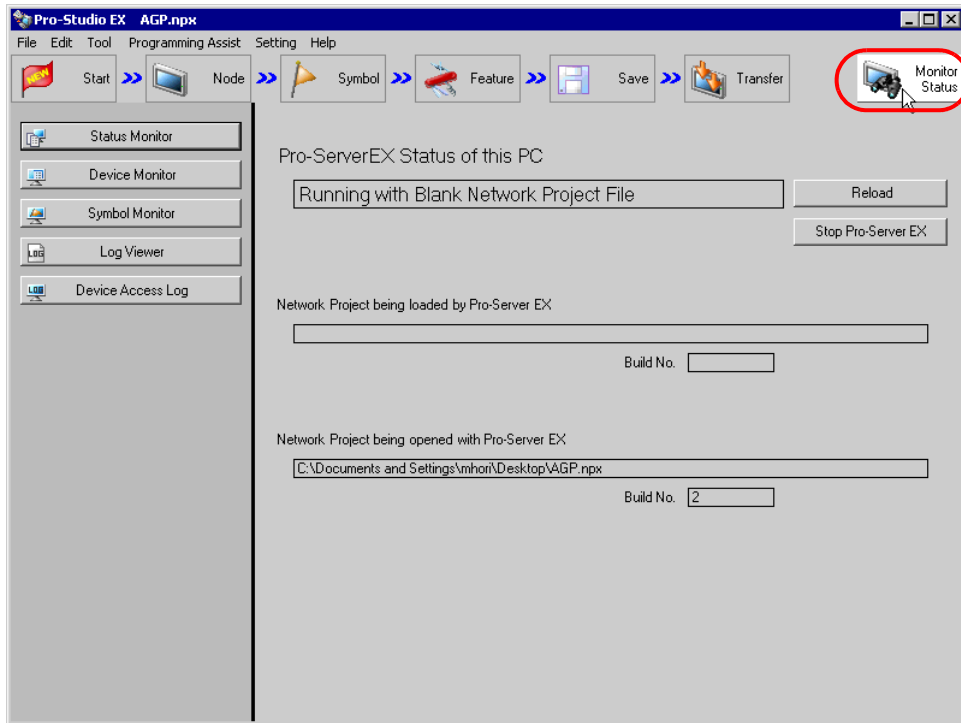 Pro-Studio EX AGP.npx
File Edit Tool Programming Assist Setting Help
NEW Start Node Symbol Feature Save Transfer Monitor Status
Status Monitor
Device Monitor
Symbol Monitor
LOG Log Viewer
LOG Device Access Log
Pro-ServerEX Status of this PC
Running with Blank Network Project File
Reload
Stop Pro-Server EX
Network Project being loaded by Pro-Server EX
Build No.
Network Project being opened with Pro-Server EX
C:\Documents and Settings\mhori\Desktop\AGP.npx
Build No. 2